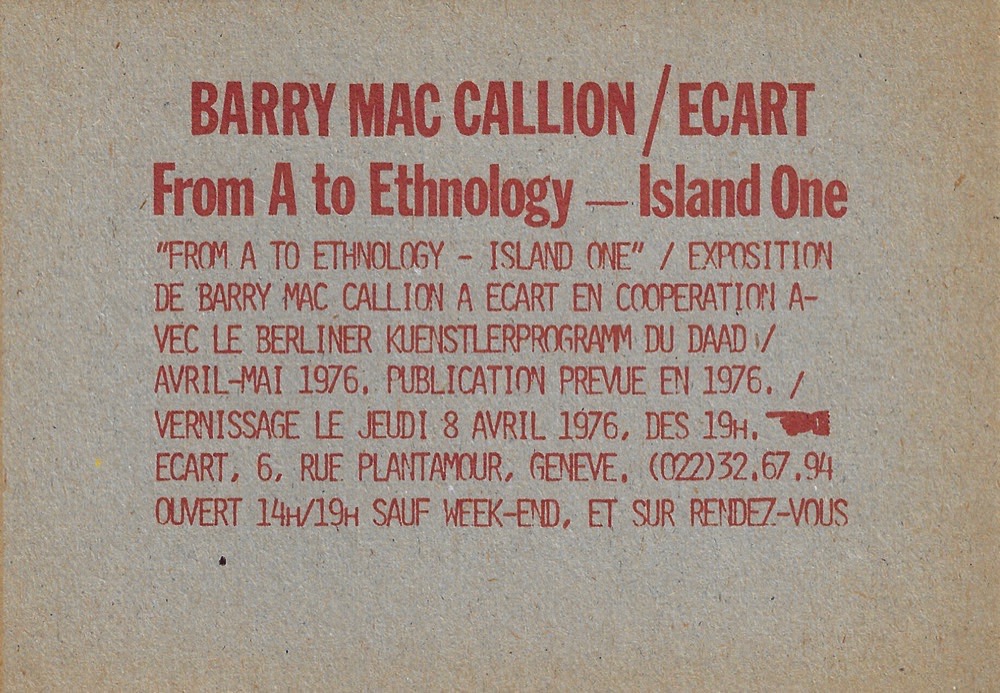 BARRY MAC CALLION / ECART
From A to Ethnology — Island One
"FROM A TO ETHNOLOGY - ISLAND ONE" / EXPOSITION
DE BARRY MAC CALLION A ECART EN COOPERATION A-
VEC LE BERLINER KUENSTLERPROGRAMM DU DAAD /
AVRIL-MAI 1976. PUBLICATION PREVUE EN 1976. /
VERNISSAGE LE JEUDI 8 AVRIL 1976, DES 19H.
ECART, 6, RUE PLANTAMOUR, GENEVE. (022)32.67.94
OUVERT 14H/19H SAUF WEEK-END, ET SUR RENDEZ-VOUS